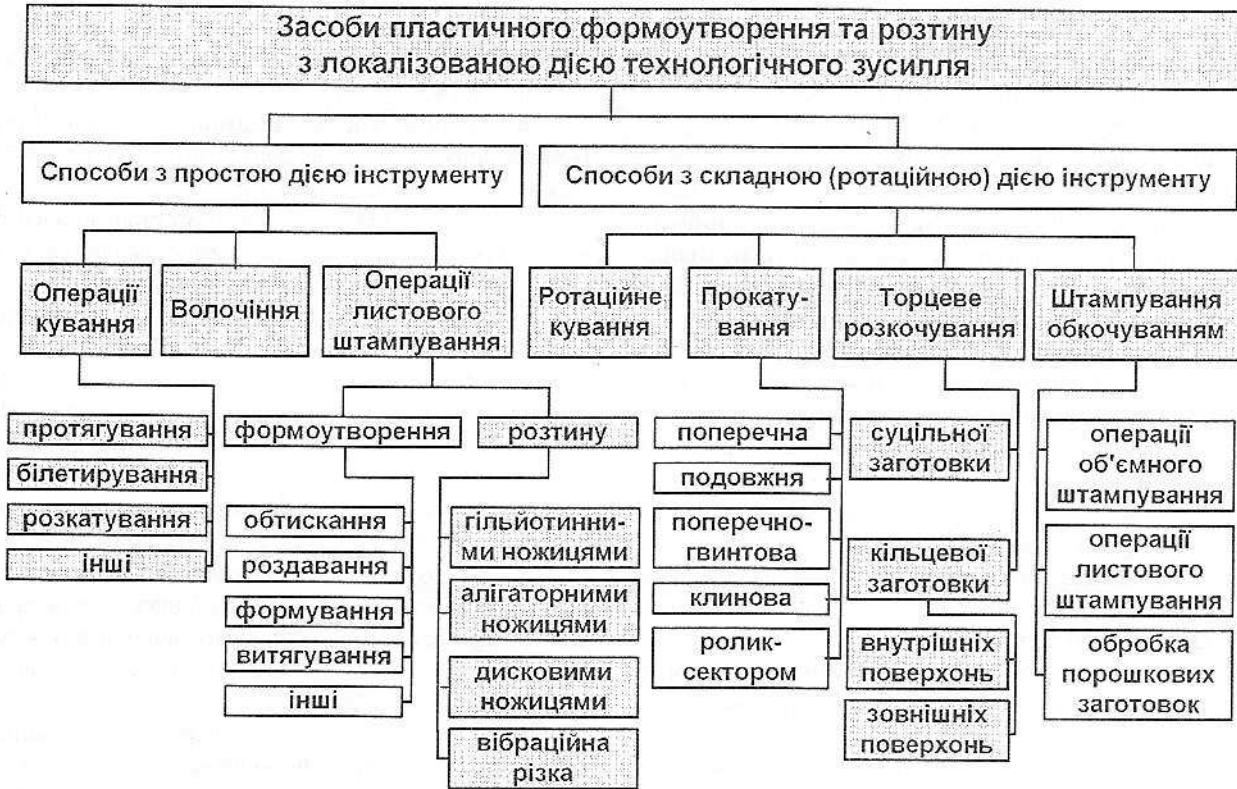 Засоби пластичного формоутворення та розтину
з локалізованою дією технологічного зусилля
Способи з простою дією інструменту
Способи з складною (ротаційною) дією інструменту
Операції
кування
Волочіння
Операції
листового
штампування
Ротаційне
кування
Прокату-
вання
Торцеве
розкочування
Штампування
обкочуванням
протягування
білетирування
розкатування
інші
формоутворення
обтискання
роздавання
формування
витягування
інші
розтину
гільйотинни-
ми ножицями
алігаторними
ножицями
дисковими
ножицями
вібраційна
різка
поперечна
подовжня
поперечно-
гвинтова
клинова
ролик-
сектором
суцільної
заготовки
кільцевої
заготовки
внутрішніх
поверхонь
зовнішніх
поверхонь
операції
об'ємного
штампування
операції
листового
штампування
обробка
порошкових
заготовок